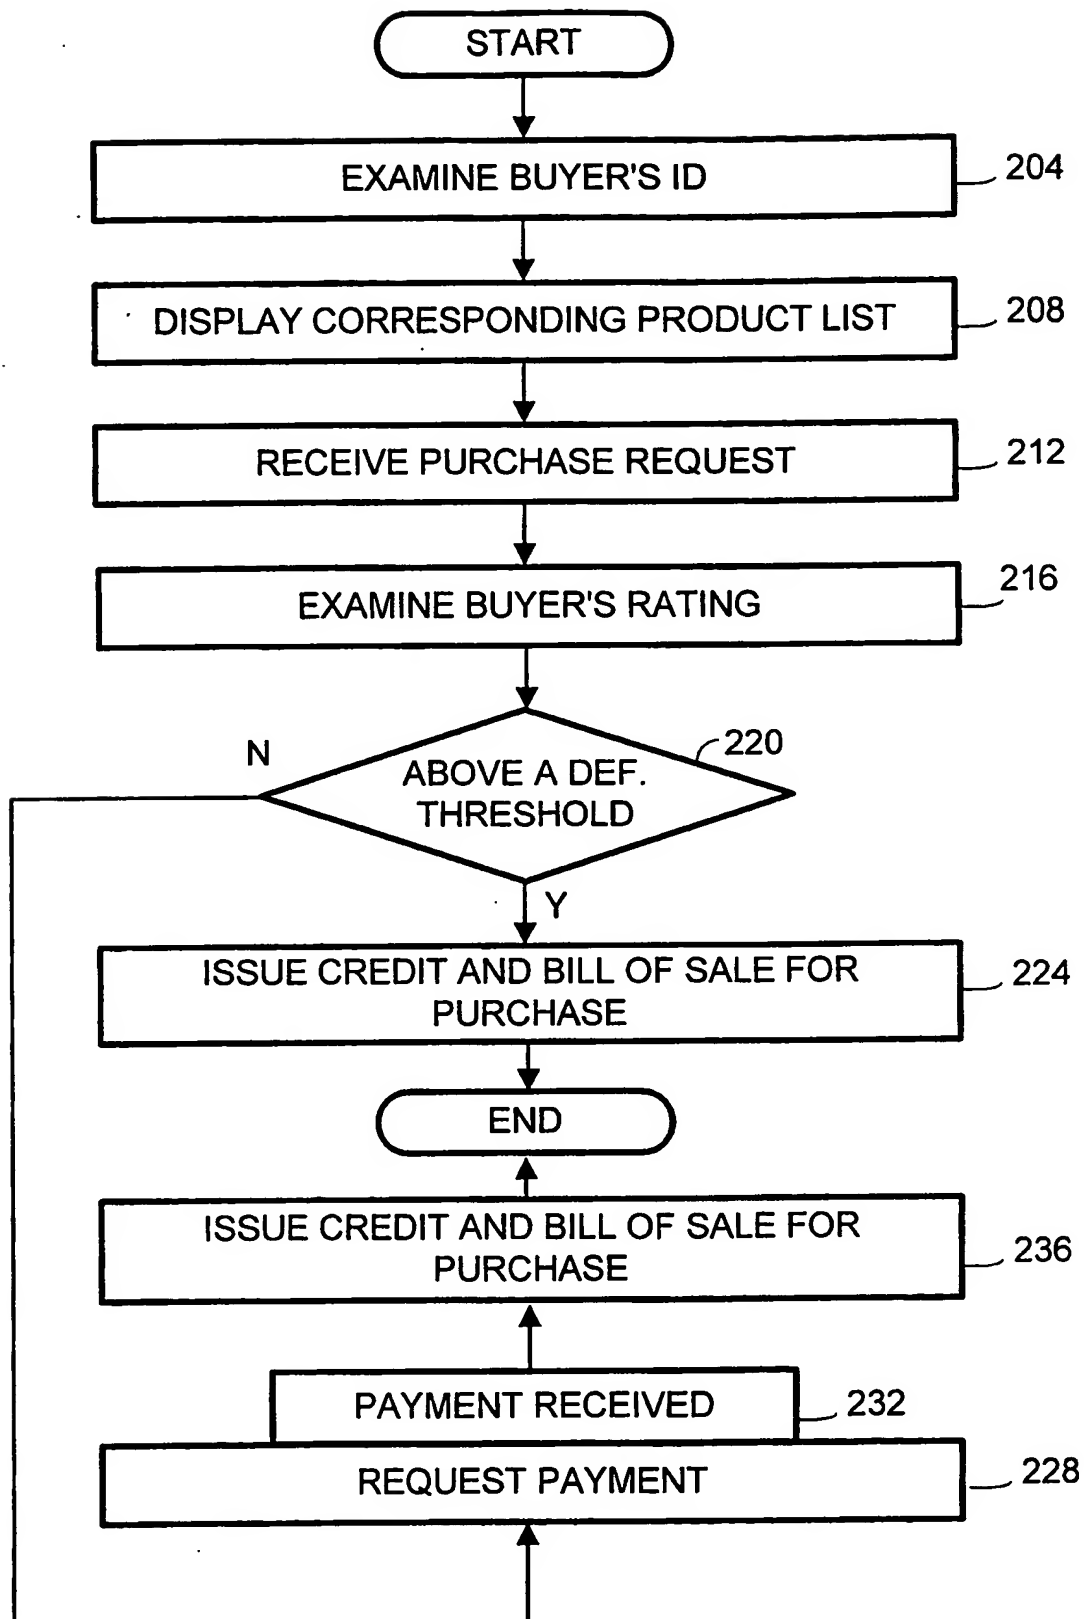 START
EXAMINE BUYER'S ID
204
DISPLAY CORRESPONDING PRODUCT LIST
208
RECEIVE PURCHASE REQUEST
212
EXAMINE BUYER'S RATING
216
N
220
ABOVE A DEF.
THRESHOLD
Y
ISSUE CREDIT AND BILL OF SALE FOR
PURCHASE
224
END
ISSUE CREDIT AND BILL OF SALE FOR
PURCHASE
236
PAYMENT RECEIVED
232
REQUEST PAYMENT
228